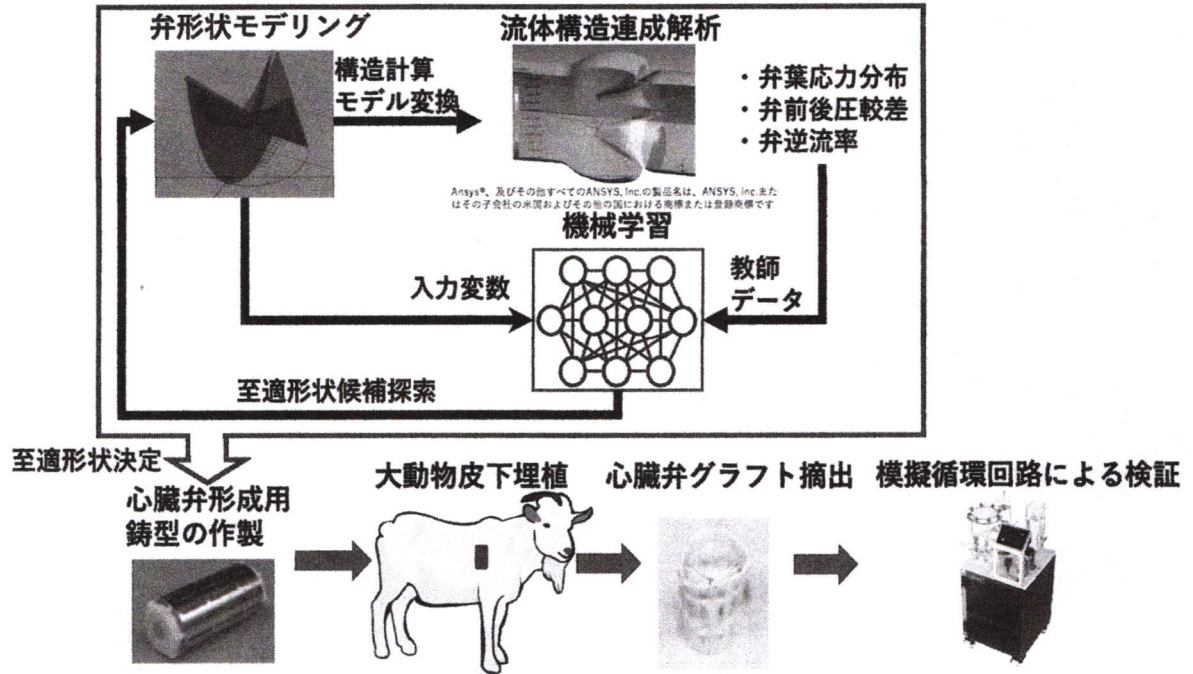 弁形状モデリング
流体構造連成解析
構造計算
モデル変換
・弁葉応力分布
・弁前後圧較差
・弁逆流率
Ansys®、及びその他すべてのANSYS, Inc.の製品名は、ANSYS, Inc.また
はその子会社の米国およびその他の国における商標または登録商標です
機械学習
入力変数
教師
データ
至適形状候補探索
至適形状決定
心臓弁形成用
鋳型の作製
大動物皮下埋植
心臓弁グラフト摘出
模擬循環回路による検証